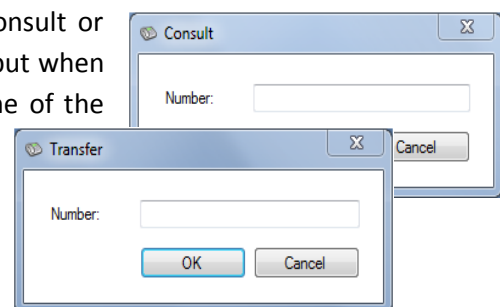 onsult or
out when
ne of the
Consult
Number:
Cancel
Transfer
Number:
OK
Cancel